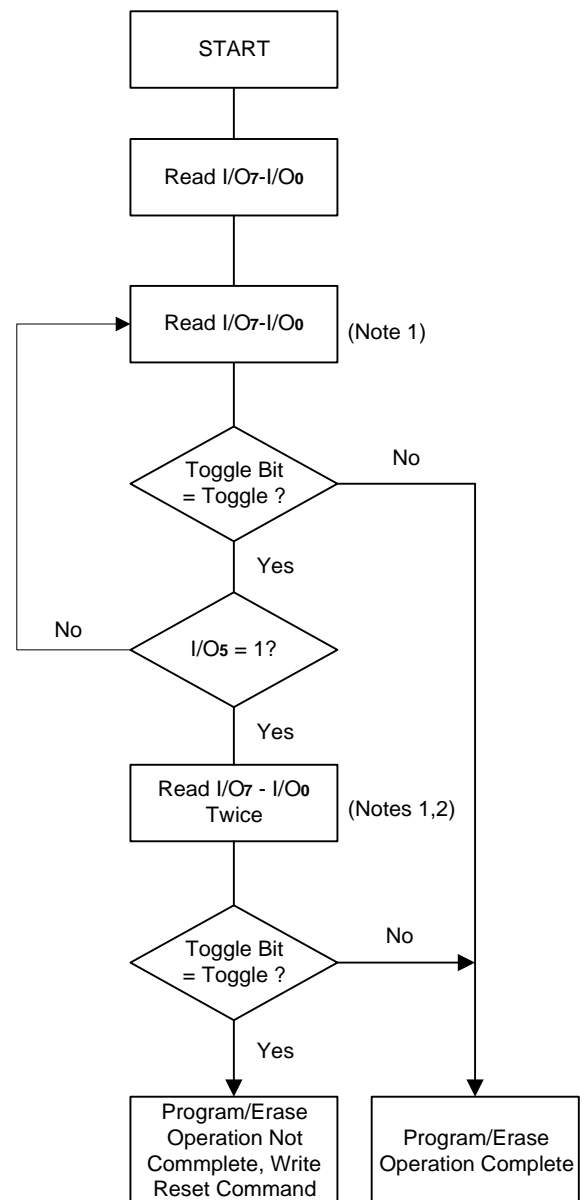 START
Read I/O7-I/O0
Read I/O7-I/O0
(Note 1)
Toggle Bit
= Toggle ?
No
Yes
I/O5 = 1?
No
Yes
Read I/O7 - I/O0
Twice
(Notes 1,2)
Toggle Bit
= Toggle ?
No
Yes
Program/Erase
Operation Not
Commplete, Write
Reset Command
Program/Erase
Operation Complete